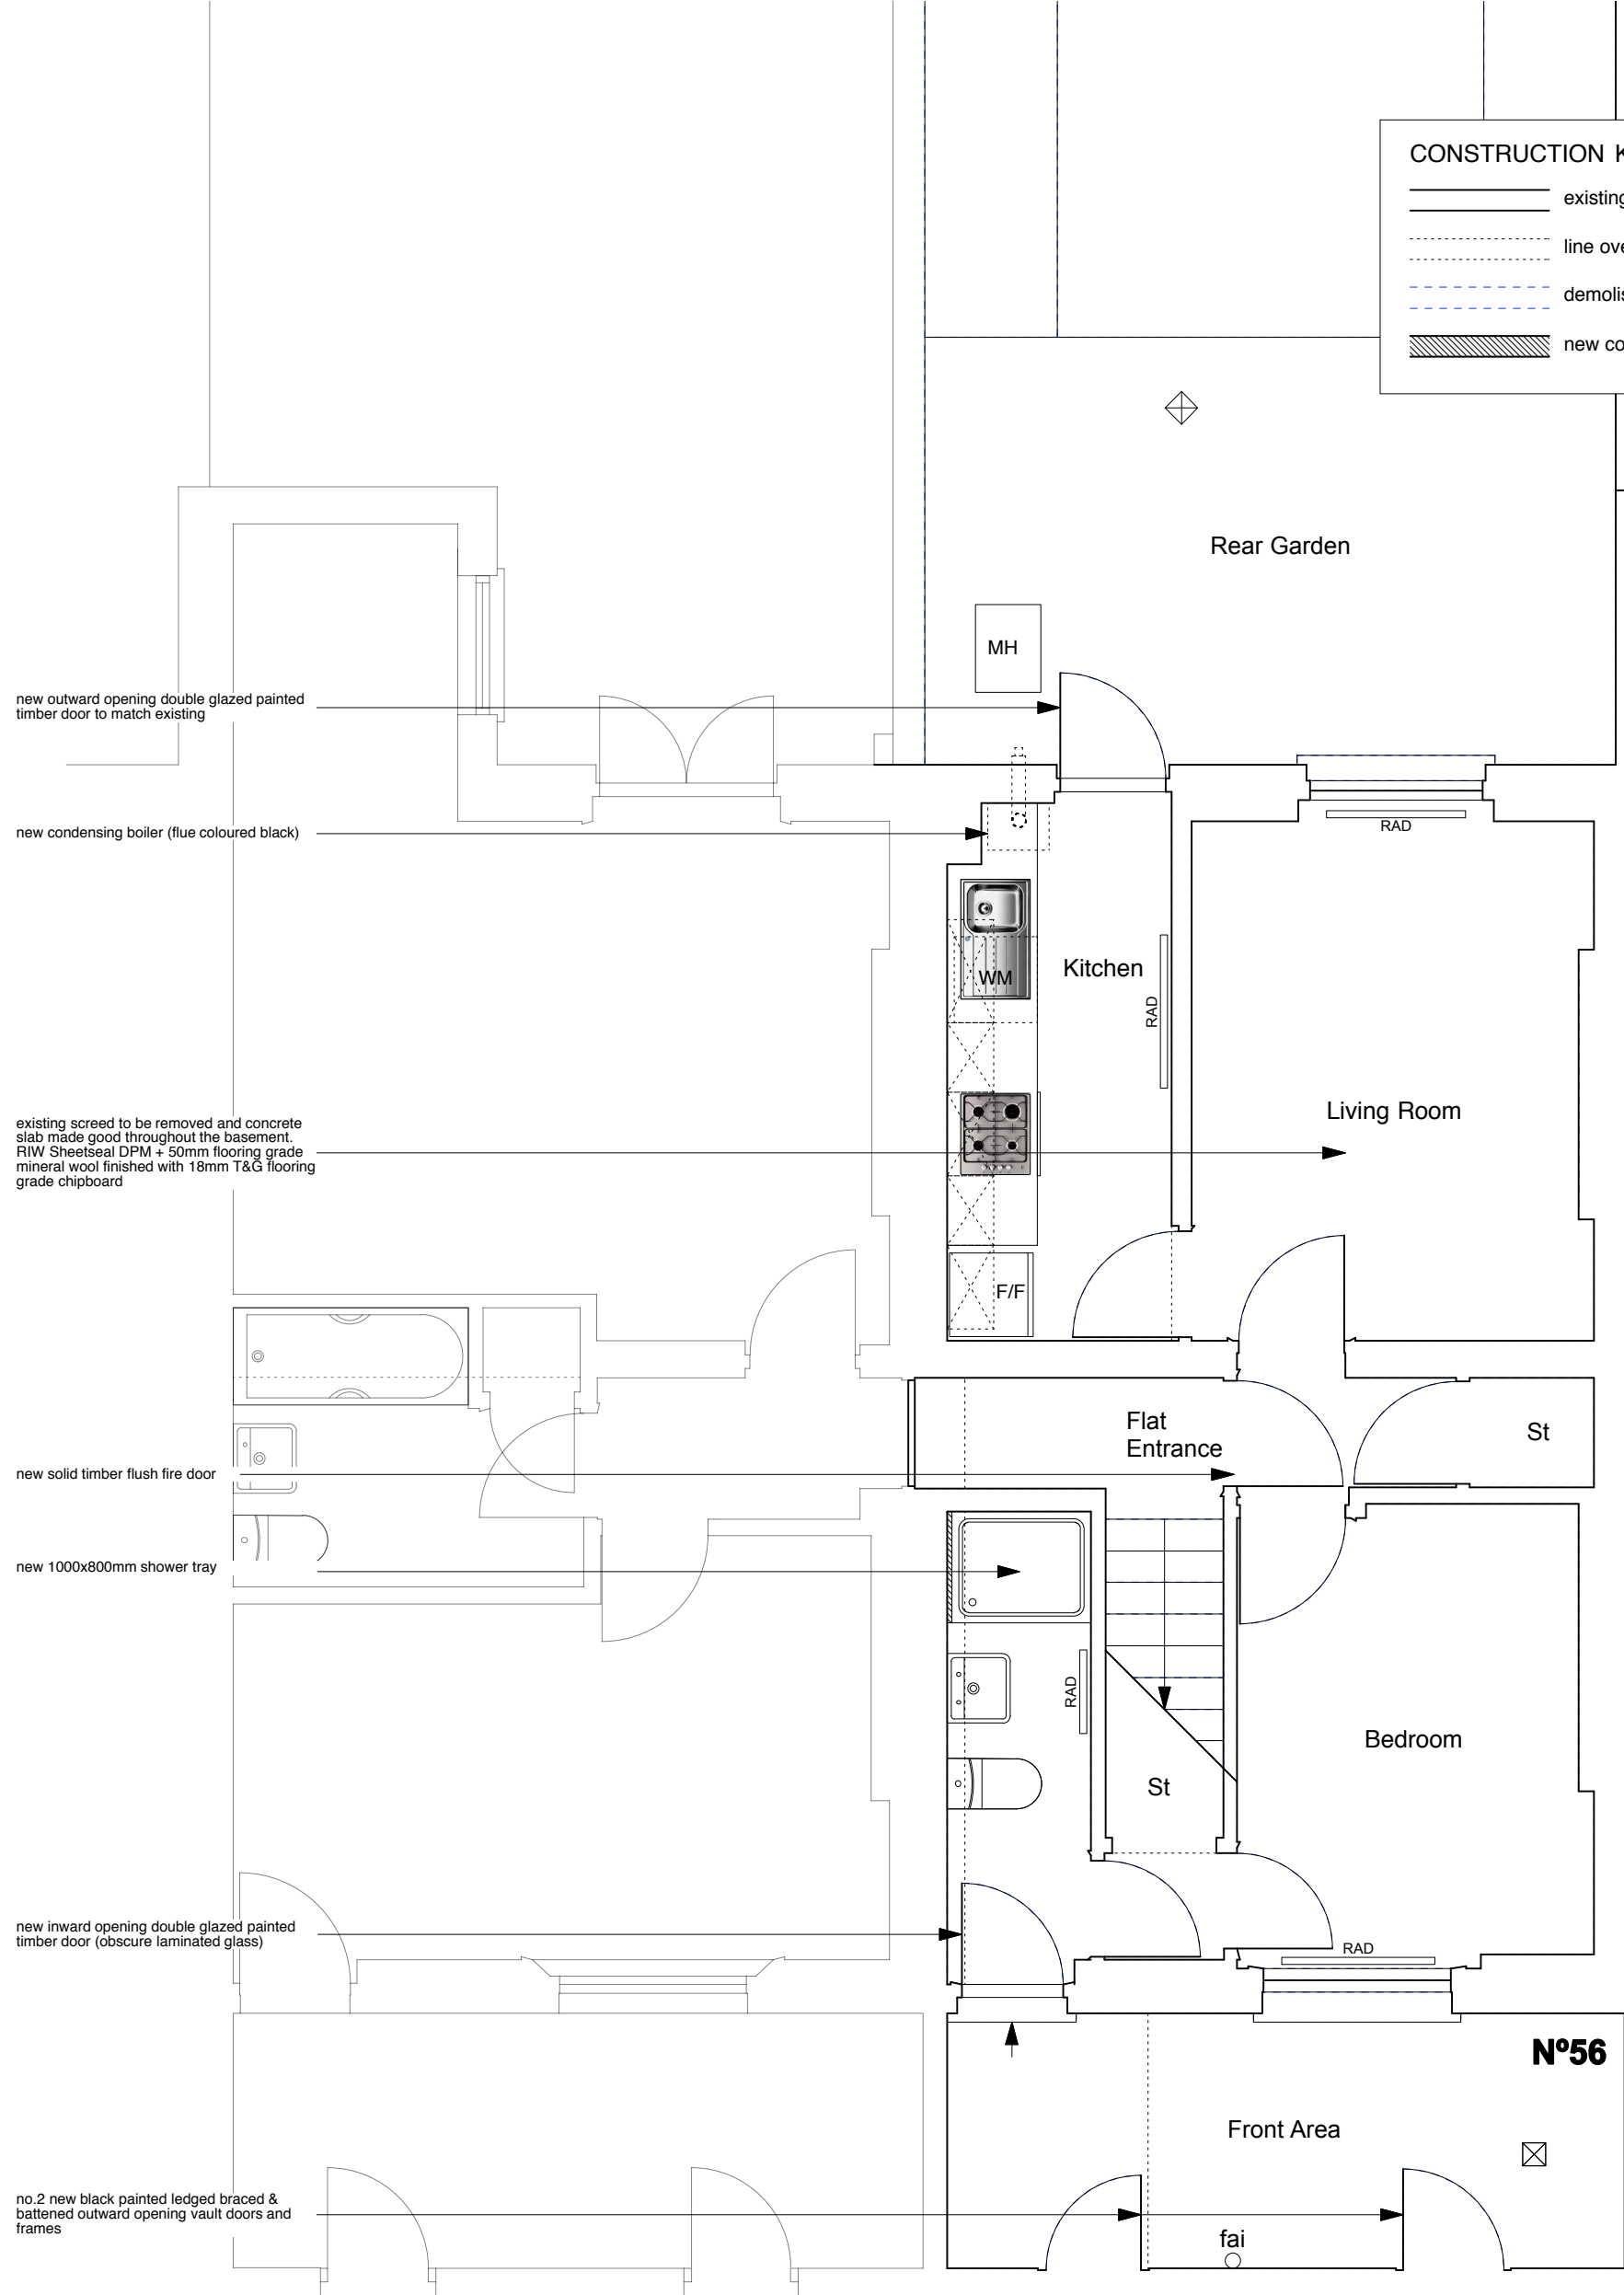 CONSTRUCTION K
existing
line ove
demolis
new co
Rear Garden
MH
new outward opening double glazed painted
timber door to match existing
new condensing boiler (flue coloured black)
RAD
WM
Kitchen
RAD
Living Room
existing screed to be removed and concrete
slab made good throughout the basement.
RIW Sheetseal DPM + 50mm flooring grade
mineral wool finished with 18mm T&G flooring
grade chipboard
F/F
Flat
Entrance
St
new solid timber flush fire door
new 1000x800mm shower tray
RAD
Bedroom
St
new inward opening double glazed painted
timber door (obscure laminated glass)
RAD
Nº56
Front Area
no.2 new black painted ledged braced &
battened outward opening vault doors and
frames
fai